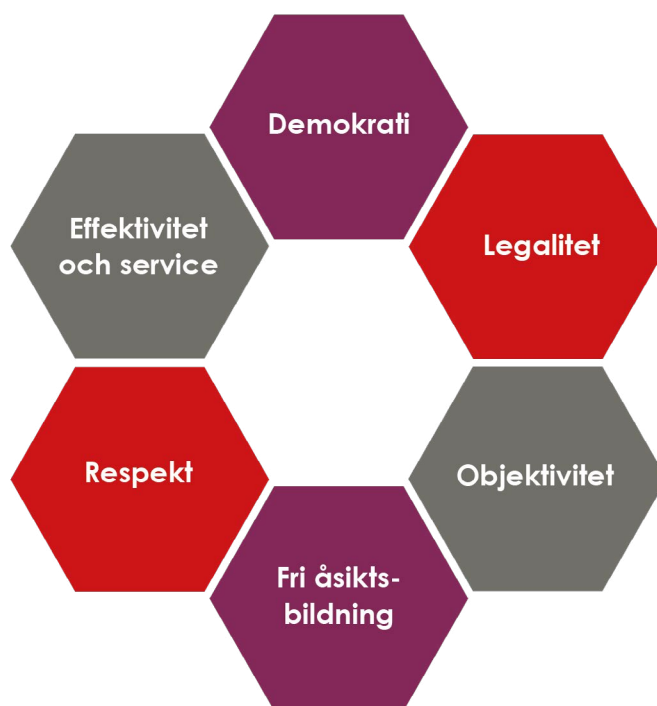 Demokrati
Legalitet
Objektivitet
Fri åsikts-
bildning
Respekt
Effektivitet
och service